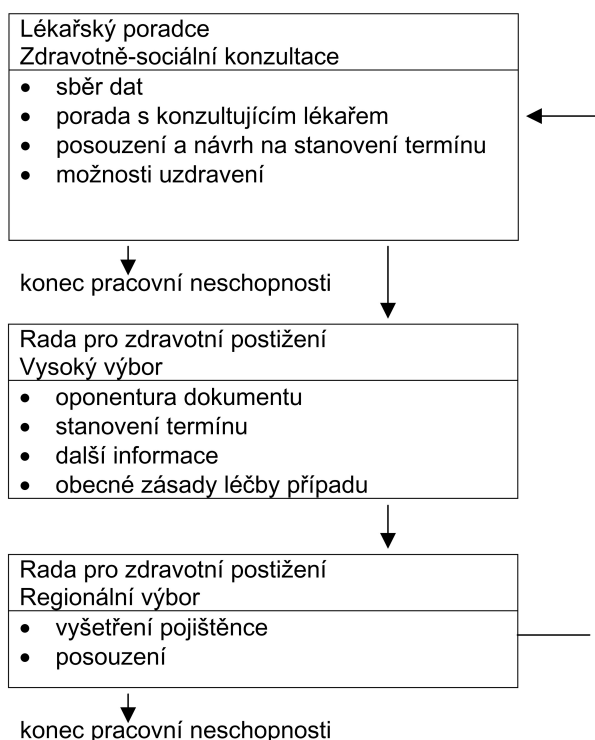 Lékařský poradce
Zdravotně-sociální konzultace
• sběr dat
• porada s konzultujícím lékařem
• posouzení a návrh na stanovení termínu
• možnosti uzdravení
konec pracovní neschopnosti
Rada pro zdravotní postižení
Vysoký výbor
• oponentura dokumentu
• stanovení termínu
• další informace
• obecné zásady léčby případu
Rada pro zdravotní postižení
Regionální výbor
• vyšetření pojištěnce
• posouzení
konec pracovní neschopnosti